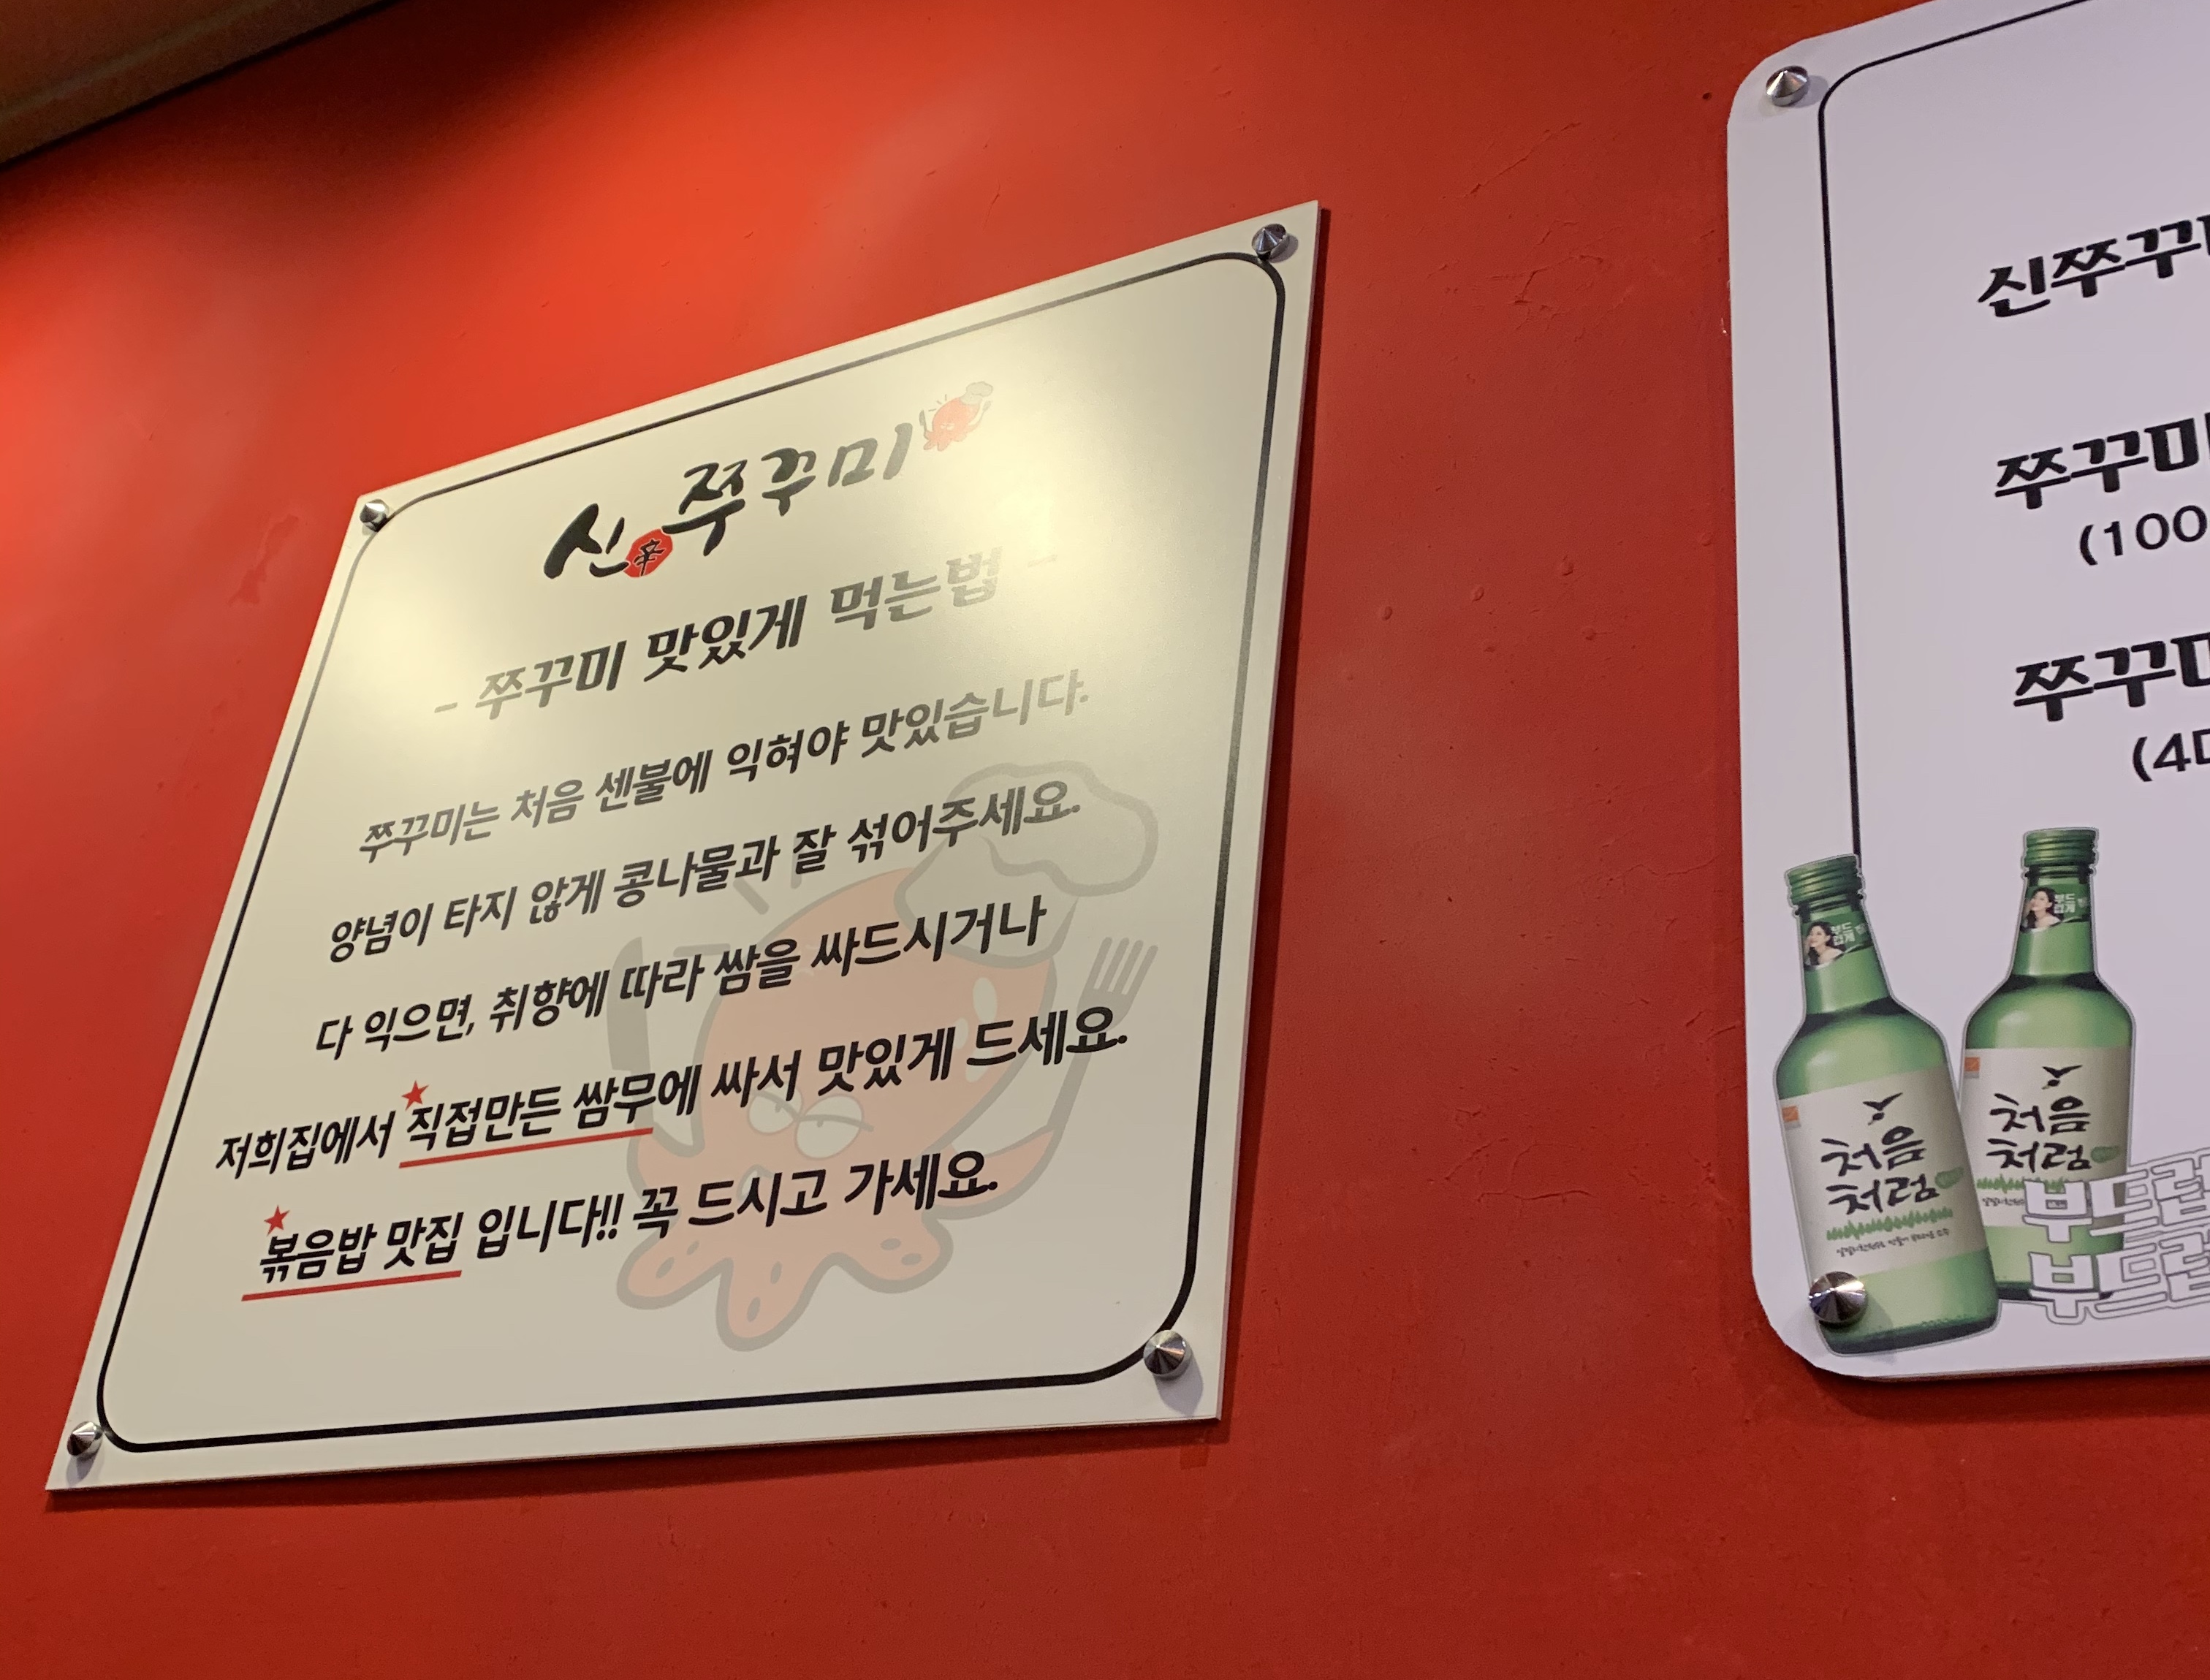 신辛쭈꾸미
- 쭈꾸미 맛있게 먹는법 -
쭈꾸미는 처음 센불에 익혀야 맛있습니다.
양념이 타지 않게 콩나물과 잘 섞어주세요.
다 익으면, 취향에 따라 쌈을 싸드시거나
저희집에서 직접만든 쌈무에 싸서 맛있게 드세요.
볶음밥 맛집 입니다!! 꼭 드시고 가세요.
신쭈꾸
쭈꾸미
(100
쭈꾸미
(4
처음
처럼
처음
처럼
부드럽
부드럽